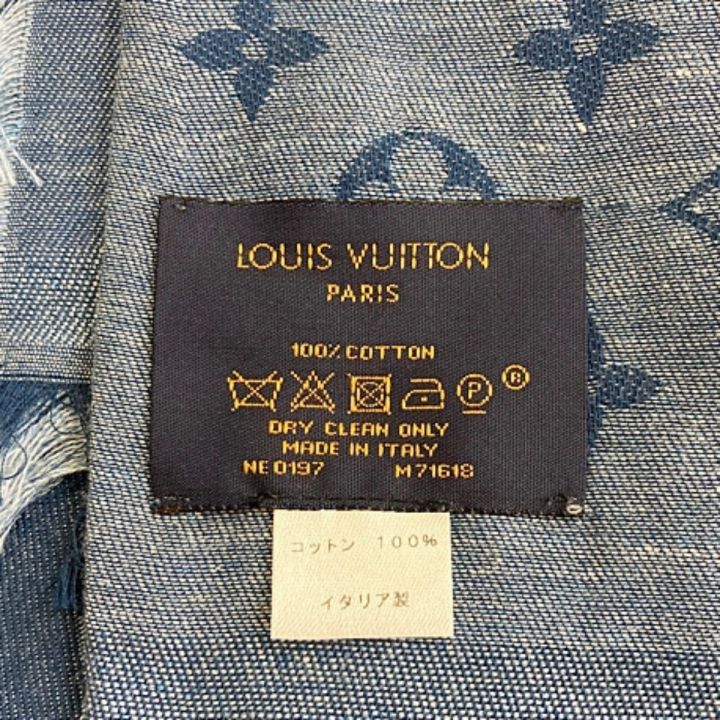 LOUIS VUITTON
PARIS
100% COTTON
P ®
DRY CLEAN ONLY
MADE IN ITALY
NE0197 M71618
コットン 100%
イタリア製